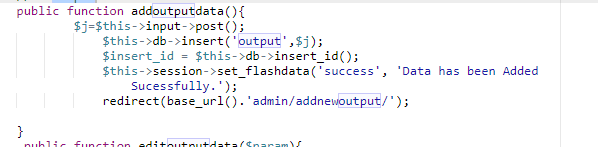 public function addoutputdata(){
$j=$this->input->post();
$this->db->insert('output',$j);
$insert_id = $this->db->insert_id();
$this->session->set_flashdata('success', 'Data has been Added
Sucessfully.');
redirect(base_url().'admin/addnewoutput/');
}
public function editoutputdata($param){